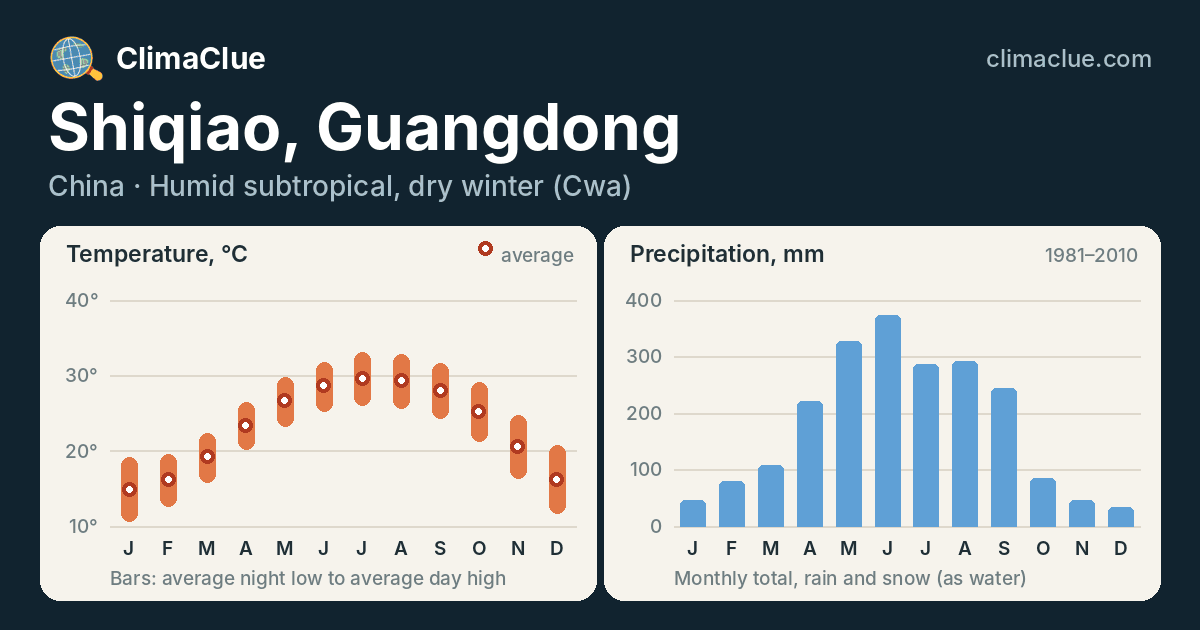 ClimaClue
climaclue.com
Shiqiao, Guangdong
China · Humid subtropical, dry winter (Cwa)
Temperature, °C
average
40°
30°
20°
10°
J F M A M J J A S O N D
Bars: average night low to average day high
Precipitation, mm
1981–2010
400
300
200
100
0
J F M A M J J A S O N D
Monthly total, rain and snow (as water)